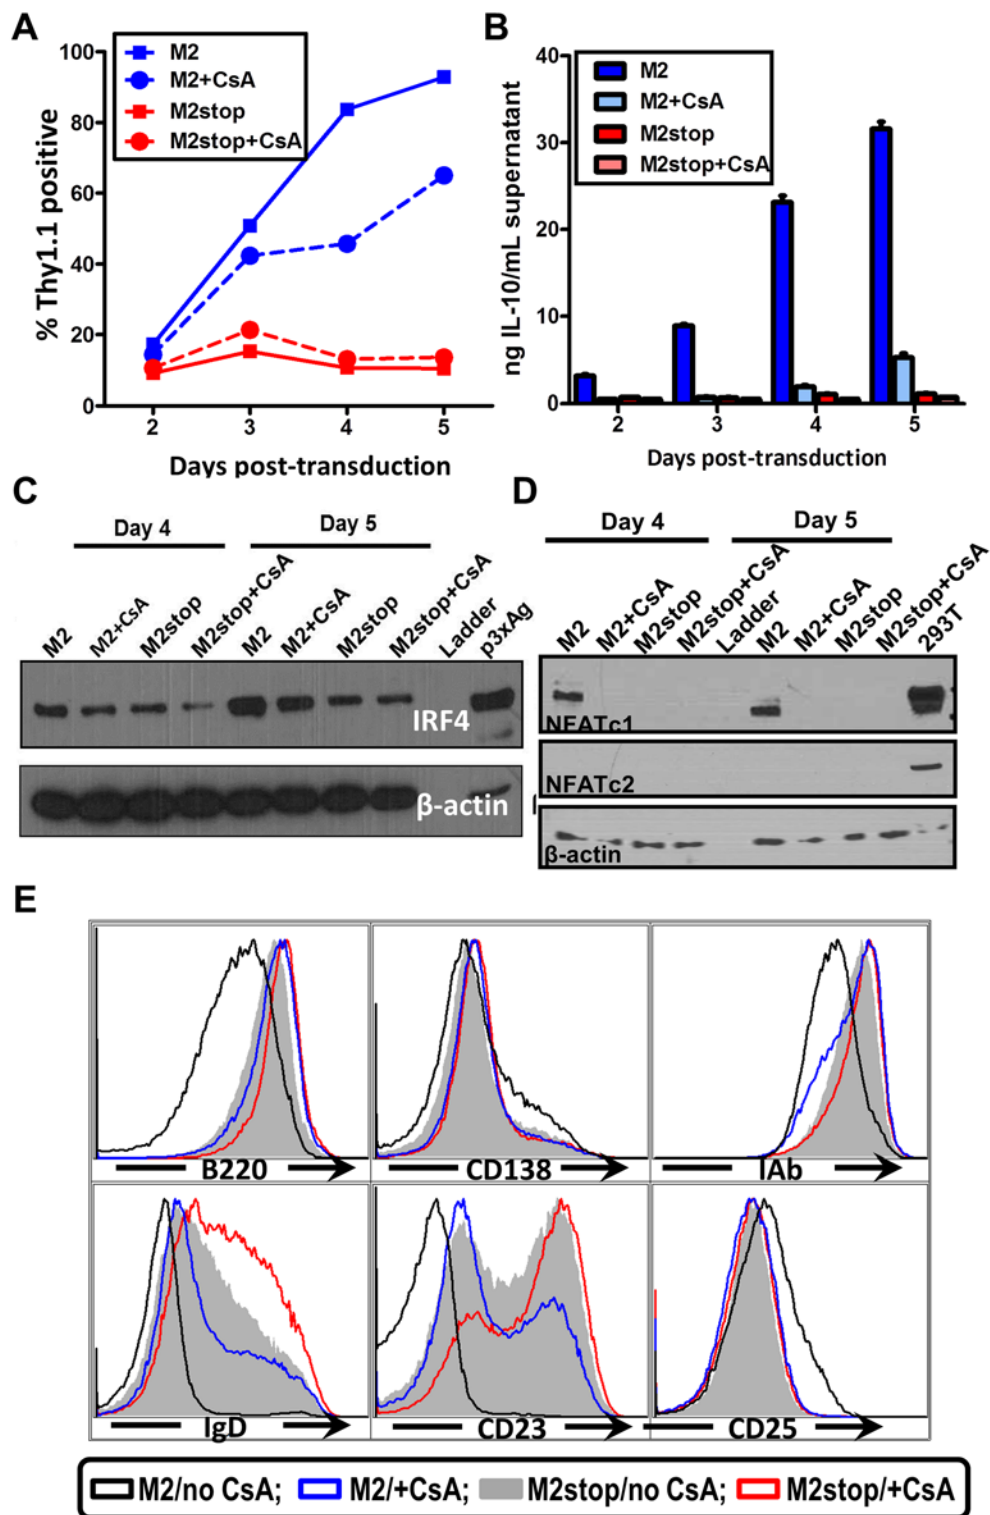 A
% Thy1.1 positive
100
80
60
40
20
0
M2
M2+CsA
M2stop
M2stop+CsA
2 3 4 5
Days post-transduction
B
ng IL-10/mL supernatant
40
30
20
10
0
M2
M2+CsA
M2stop
M2stop+CsA
2 3 4 5
Days post-transduction
C
Day 4 Day 5
M2 M2+CsA M2stop M2stop+CsA M2 M2+CsA M2stop M2stop+CsA Ladder p3xAg
IRF4
β-actin
D
Day 4 Day 5
M2 M2+CsA M2stop M2stop+CsA Ladder M2 M2+CsA M2stop M2stop+CsA 293T
NFATc1
NFATc2
β-actin
E
B220 CD138 IAb
IgD CD23 CD25
M2/no CsA; M2/+CsA; M2stop/no CsA; M2stop/+CsA